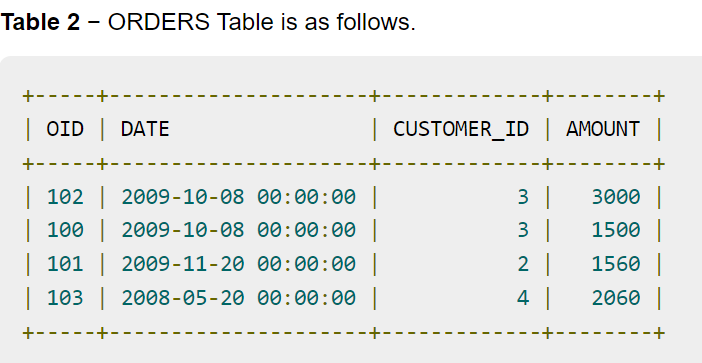 Table 2 − ORDERS Table is as follows.
+-----+---------------------+-------------+--------+
| OID | DATE                | CUSTOMER_ID | AMOUNT |
+-----+---------------------+-------------+--------+
| 102 | 2009-10-08 00:00:00 |           3 |   3000 |
| 100 | 2009-10-08 00:00:00 |           3 |   1500 |
| 101 | 2009-11-20 00:00:00 |           2 |   1560 |
| 103 | 2008-05-20 00:00:00 |           4 |   2060 |
+-----+---------------------+-------------+--------+